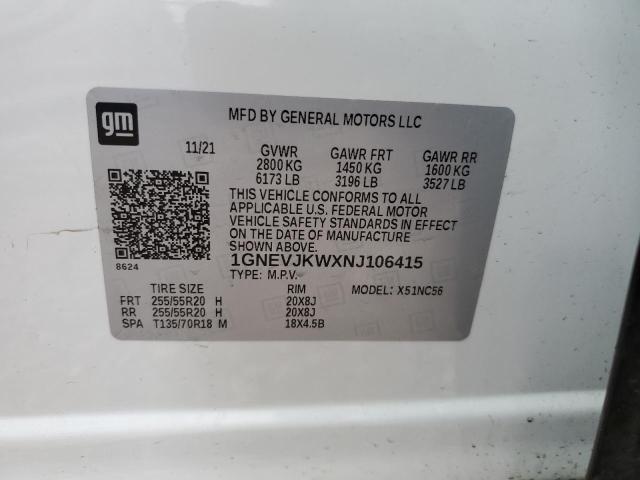 gm
MFD BY GENERAL MOTORS LLC
11/21 GVWR GAWR FRT GAWR RR
2800 KG 1450 KG 1600 KG
6173 LB 3196 LB 3527 LB
THIS VEHICLE CONFORMS TO ALL
APPLICABLE U.S. FEDERAL MOTOR
VEHICLE SAFETY STANDARDS IN EFFECT
ON THE DATE OF MANUFACTURE
SHOWN ABOVE.
8624 1GNEVJKWXNJ106415
TYPE: M.P.V.
TIRE SIZE RIM MODEL: X51NC56
FRT 255/55R20 H 20X8J
RR 255/55R20 H 20X8J
SPA T135/70R18 M 18X4.5B